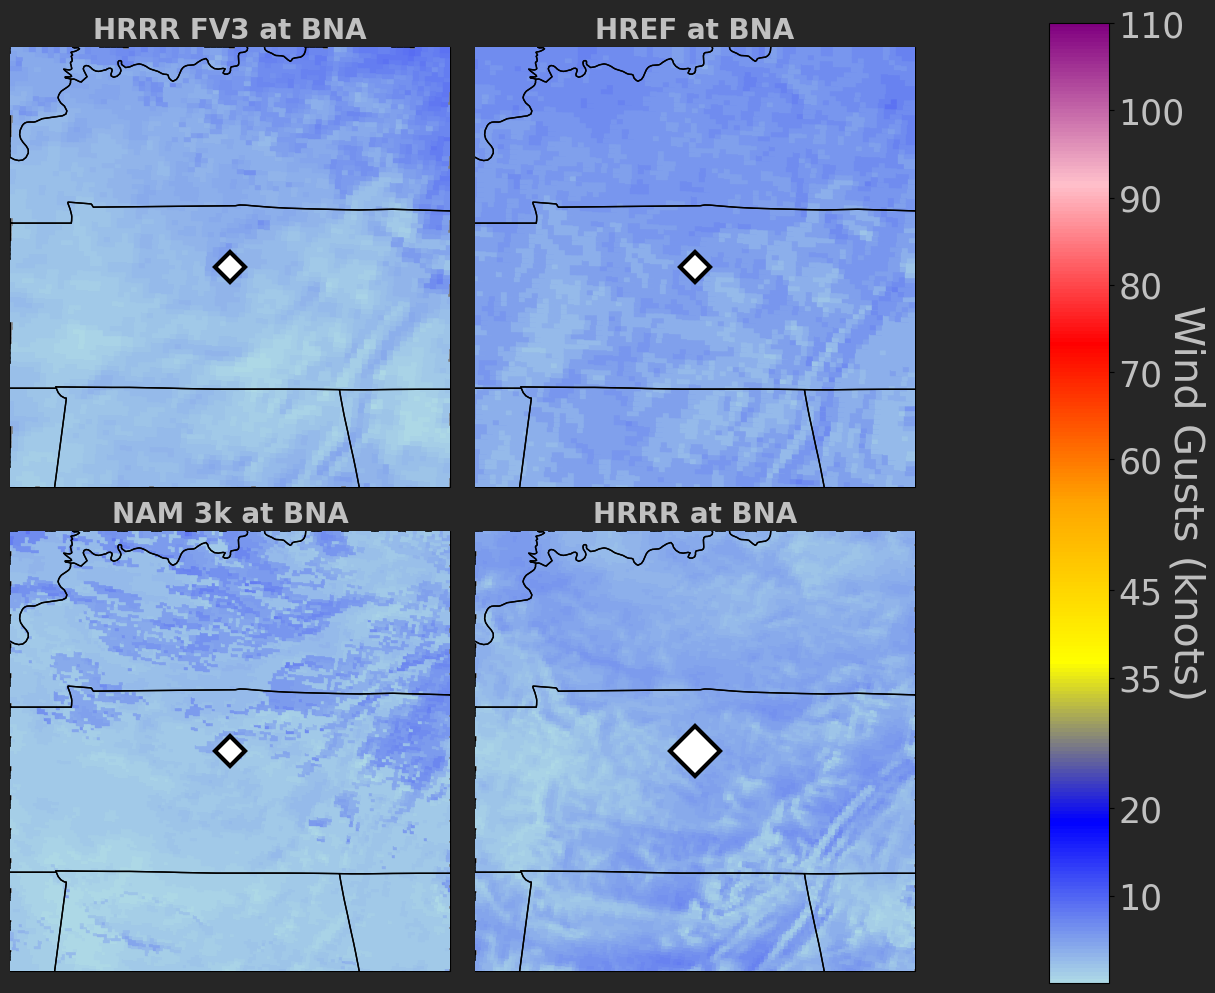 HRRR FV3 at BNA
HREF at BNA
NAM 3k at BNA
HRRR at BNA
110
100
90
80
70
60
45
35
20
10
Wind Gusts (knots)